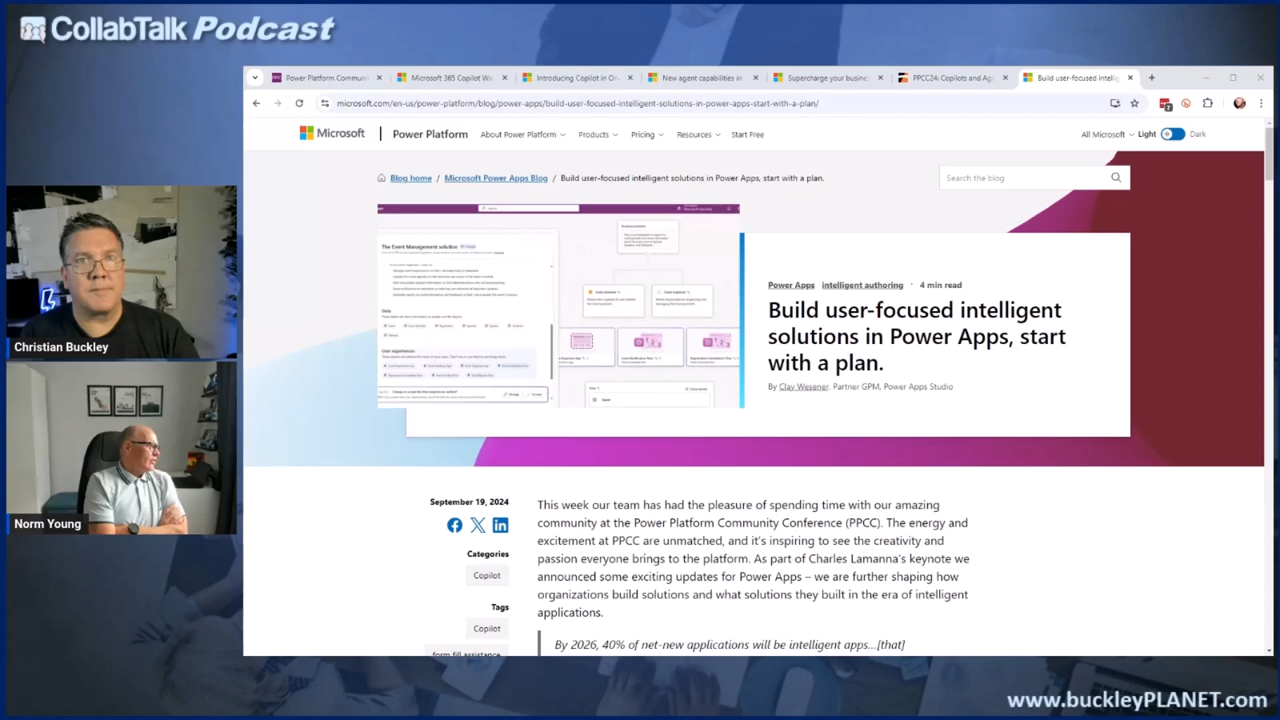 CollabTalk Podcast
Power Platform Communi
Microsoft 365 Copilot Wa
Introducing Copilot in On
New agent capabilities in
Supercharge your busine
PPCC24: Copilots and Ag
Build user-focused intellig
microsoft.com/en-us/power-platform/blog/power-apps/build-user-focused-intelligent-solutions-in-power-apps-start-with-a-plan/
Microsoft | Power Platform About Power Platform Products Pricing Resources Start Free All Microsoft Light Dark
Blog home / Microsoft Power Apps Blog / Build user-focused intelligent solutions in Power Apps, start with a plan.
Search the blog
The Event Management solution
Data
User experiences
Power Apps intelligent authoring · 4 min read
Build user-focused intelligent
solutions in Power Apps, start
with a plan.
By Clay Wesener, Partner GPM, Power Apps Studio
Christian Buckley
Norm Young
September 19, 2024
Categories
Copilot
Tags
Copilot
form fill assistance
This week our team has had the pleasure of spending time with our amazing
community at the Power Platform Community Conference (PPCC). The energy and
excitement at PPCC are unmatched, and it's inspiring to see the creativity and
passion everyone brings to the platform. As part of Charles Lamanna's keynote we
announced some exciting updates for Power Apps – we are further shaping how
organizations build solutions and what solutions they built in the era of intelligent
applications.
By 2026, 40% of net-new applications will be intelligent apps...[that]
www.buckleyPLANET.com